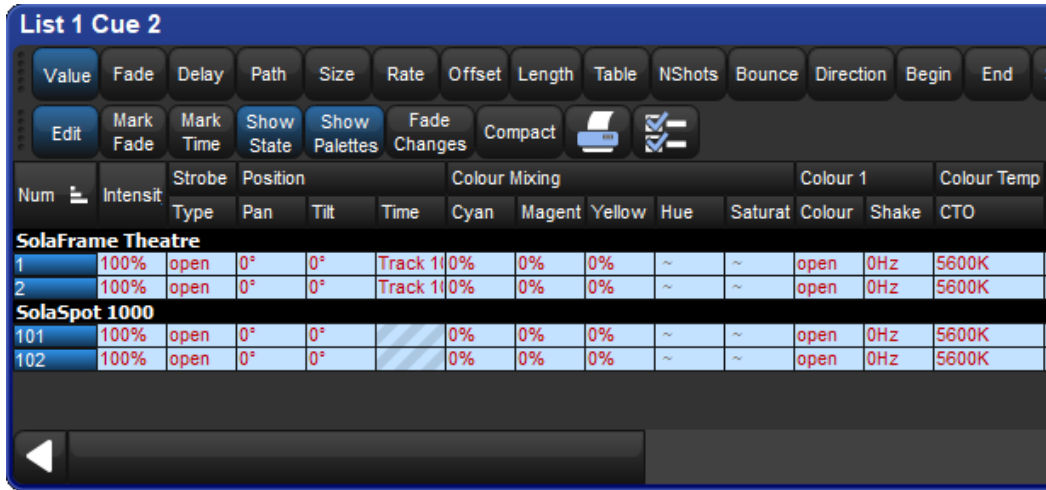 List 1 Cue 2
Value Fade Delay Path Size Rate Offset Length Table NShots Bounce Direction Begin End
Edit Mark Fade Mark Time Show State Show Palettes Fade Changes Compact
Num Intensit Strobe Position Colour Mixing Colour 1 Colour Temp
Type Pan Tilt Time Cyan Magent Yellow Hue Saturat Colour Shake CTO
SolaFrame Theatre
1 100% open 0° 0° Track 10 0% 0% 0% ~ ~ open 0Hz 5600K
2 100% open 0° 0° Track 10 0% 0% 0% ~ ~ open 0Hz 5600K
SolaSpot 1000
101 100% open 0° 0° 0% 0% 0% ~ ~ open 0Hz 5600K
102 100% open 0° 0° 0% 0% 0% ~ ~ open 0Hz 5600K